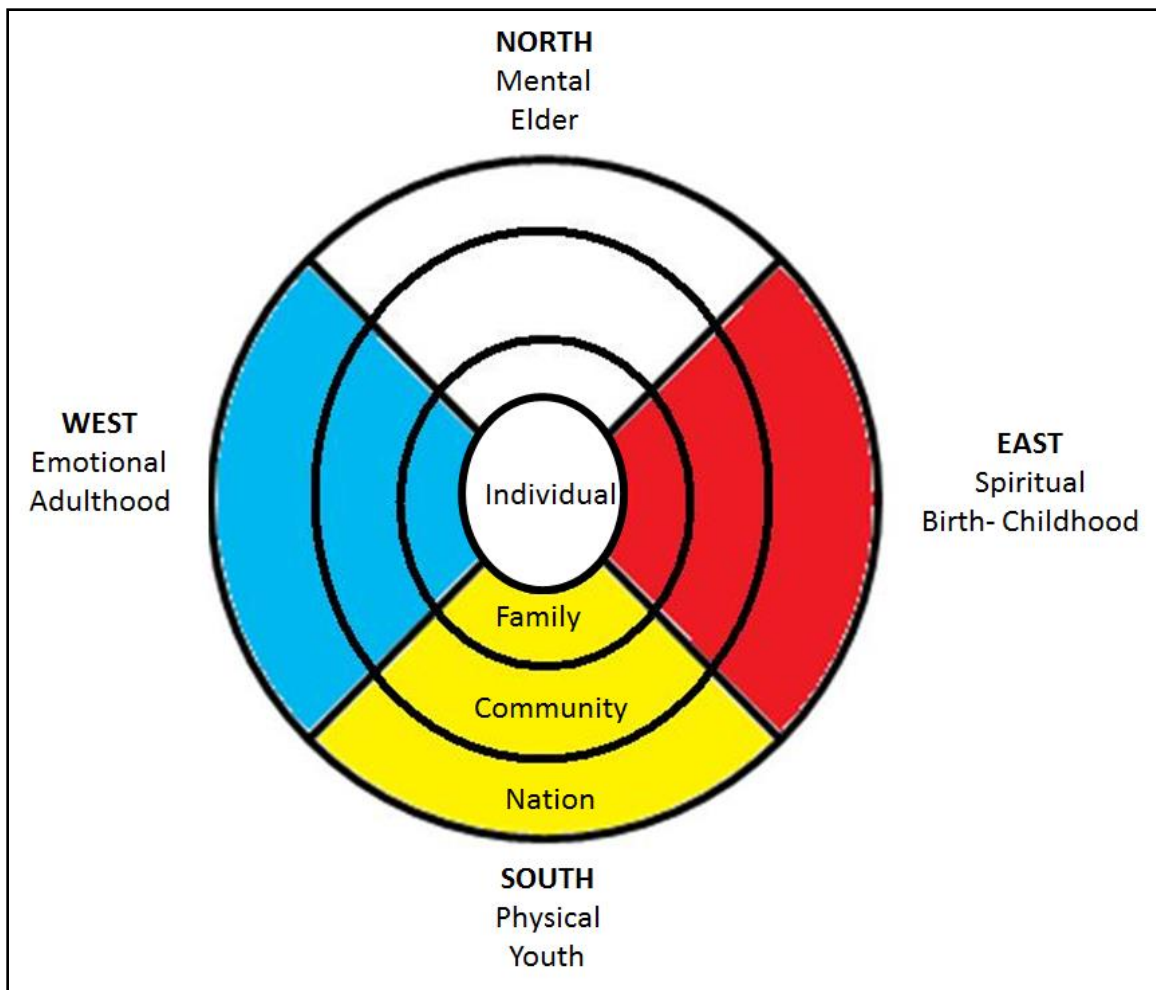 NORTH
Mental
Elder
WEST
Emotional
Adulthood
Individual
EAST
Spiritual
Birth- Childhood
Family
Community
Nation
SOUTH
Physical
Youth